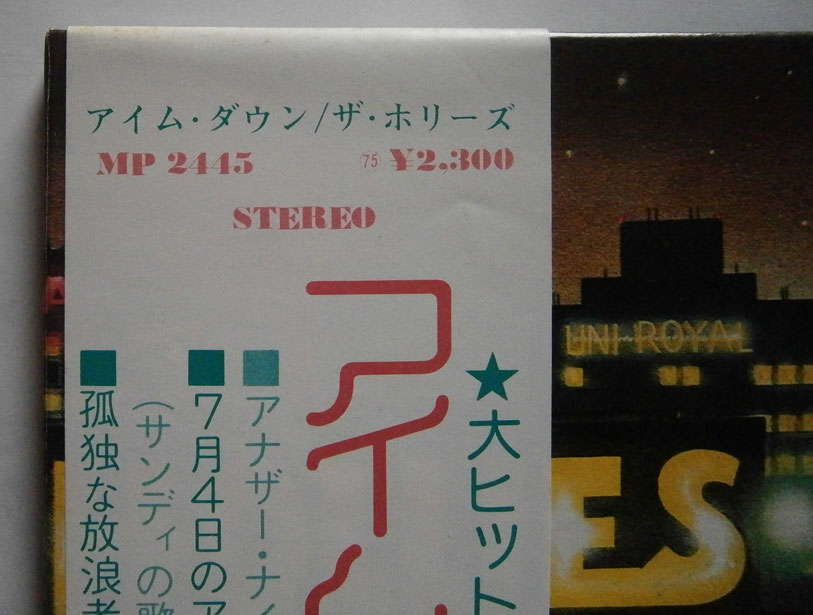 アイム・ダウン/ザ・ホリーズ
MP 2445
75 ¥2,300
STEREO
★大ヒット
アイ
■アナザー・ナイ
■7月4日のア
(サンディの歌
■孤独な放浪者
UNI-ROYAL
ES